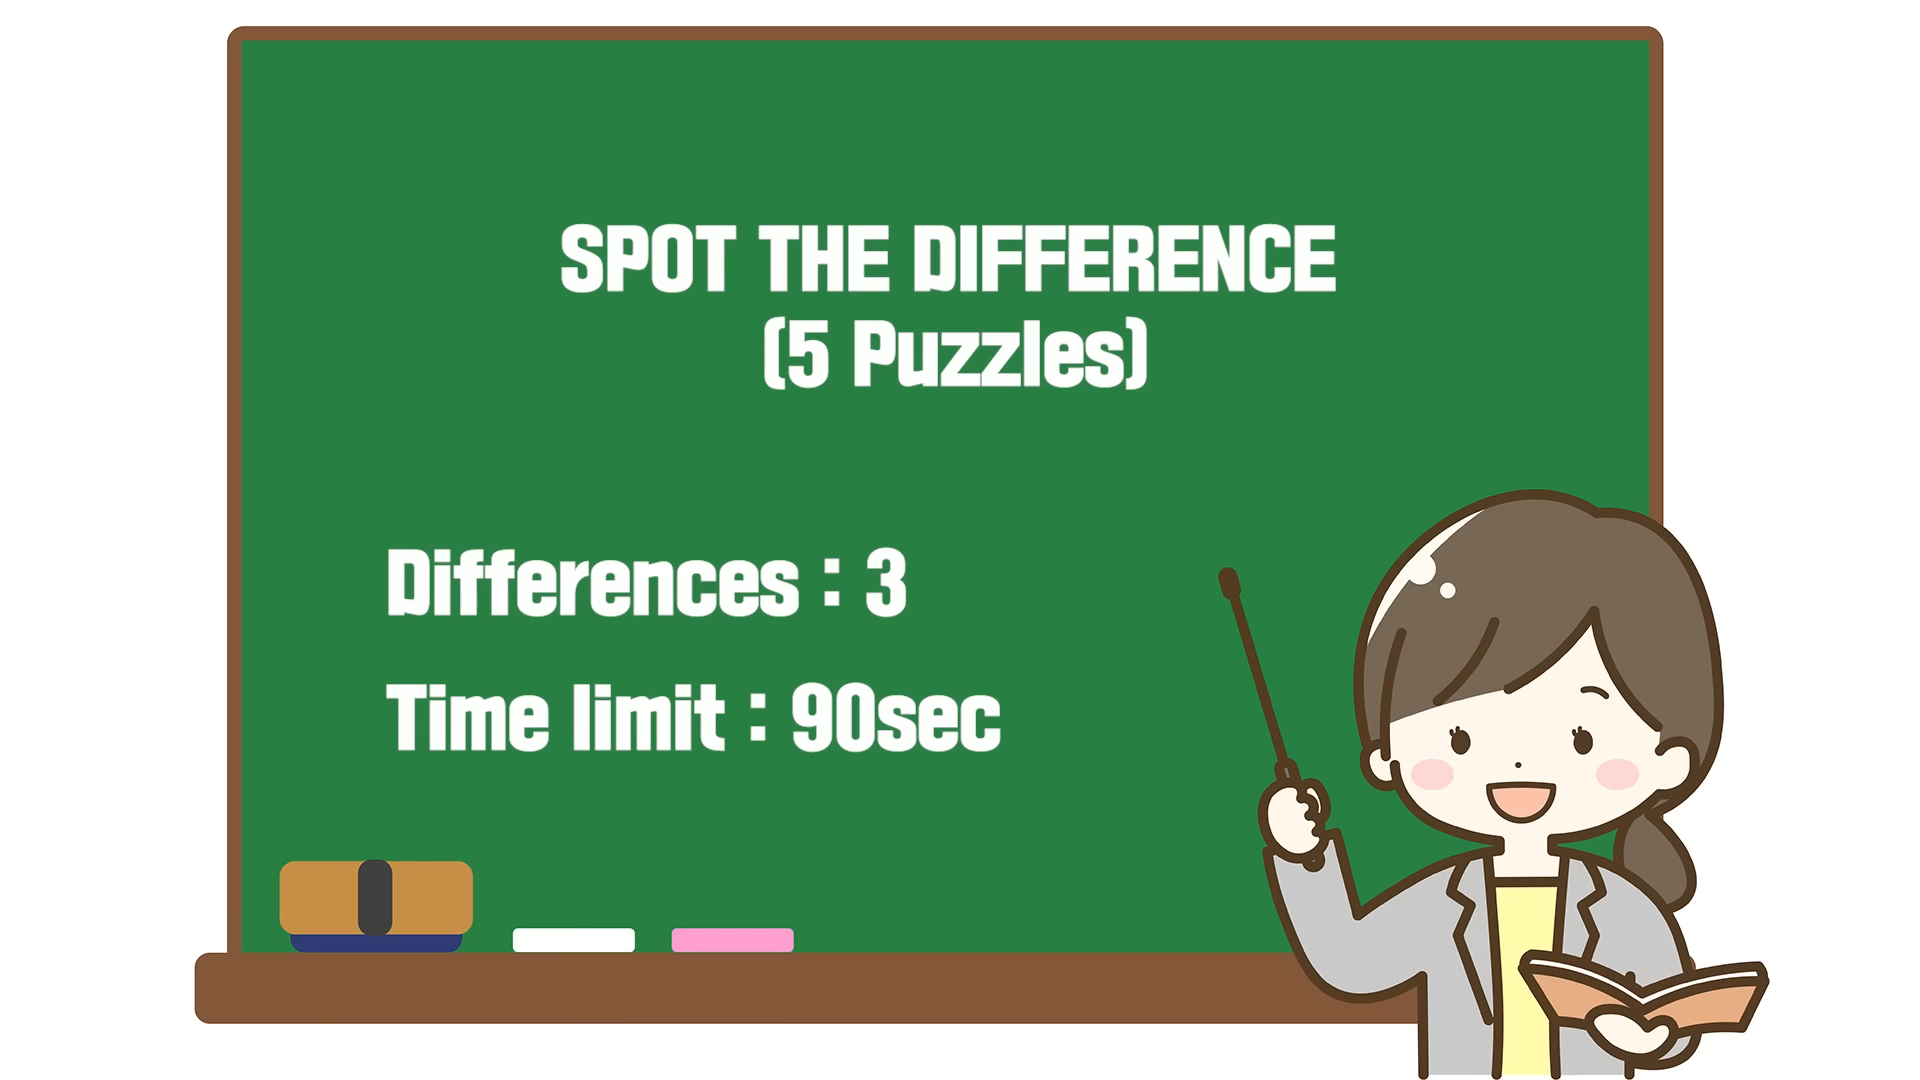 SPOT THE DIFFERENCE
(5 Puzzles)
Differences : 3
Time limit : 90sec